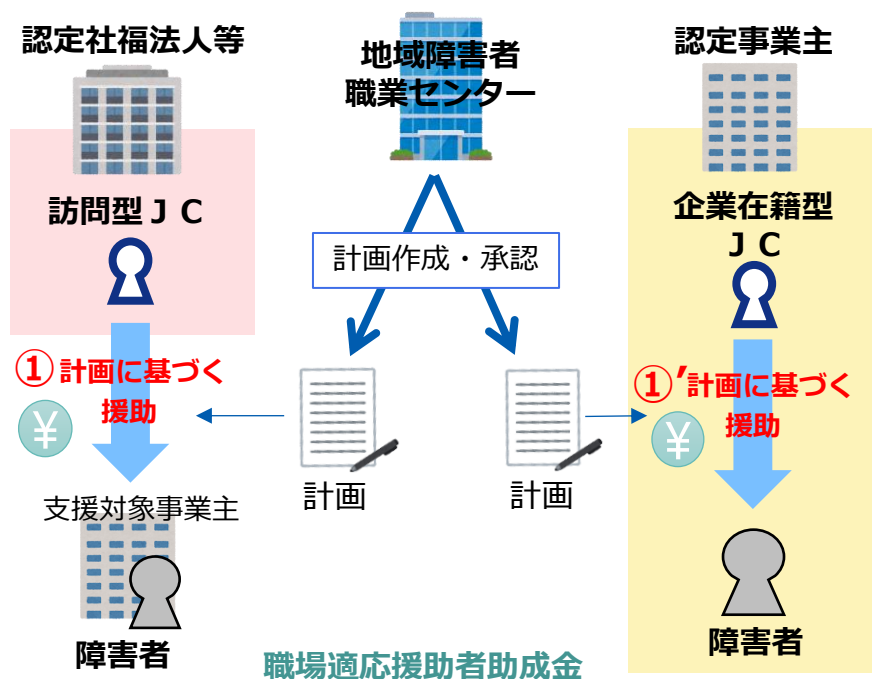 認定社福法人等
地域障害者
職業センター
認定事業主
訪問型ＪＣ
企業在籍型
ＪＣ
計画作成・承認
①計画に基づく
援助
¥
①′計画に基づく
援助
¥
計画
計画
支援対象事業主
障害者
障害者
職場適応援助者助成金